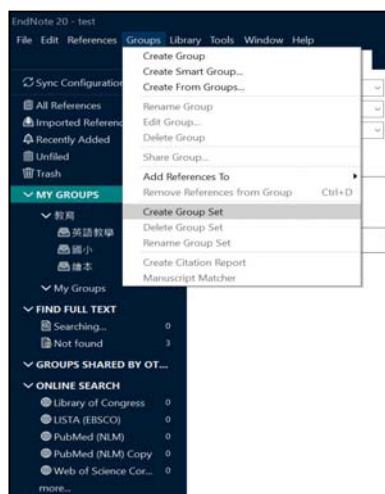 EndNote 20 - test
File Edit References Groups Library Tools Window Help
Create Group
Create Smart Group...
Create From Groups...
Rename Group
Edit Group...
Delete Group
Share Group...
Add References To
Remove References from Group Ctrl+D
Create Group Set
Delete Group Set
Rename Group Set
Create Citation Report
Manuscript Matcher
Sync Configuration
All References
Imported Referenc
Recently Added
Unfiled
Trash
MY GROUPS
教育
英語教學
國小
繪本
My Groups
FIND FULL TEXT
Searching... 0
Not found 3
GROUPS SHARED BY OT...
ONLINE SEARCH
Library of Congress 0
LISTA (EBSCO) 0
PubMed (NLM) 0
PubMed (NLM) Copy 0
Web of Science Cor... 0
more...